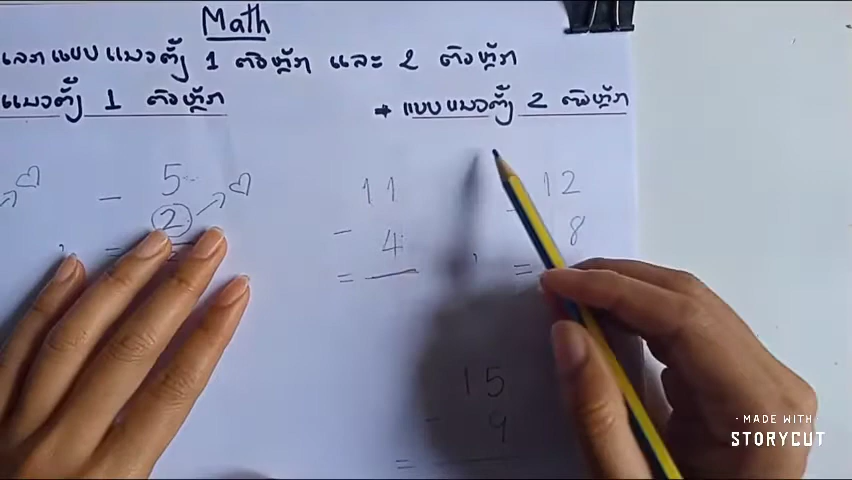 Math
ເລກ ແບບ ແນວຕັ້ງ 1 ຕົວຫຼັກ ແລະ 2 ຕົວຫຼັກ
ແນວຕັ້ງ 1 ຕົວຫຼັກ
→ ແບບ ແນວຕັ້ງ 2 ຕົວຫຼັກ
5
- 2
=
11
- 4
=
12
- 8
=
15
- 9
=
MADE WITH
STORYCUT